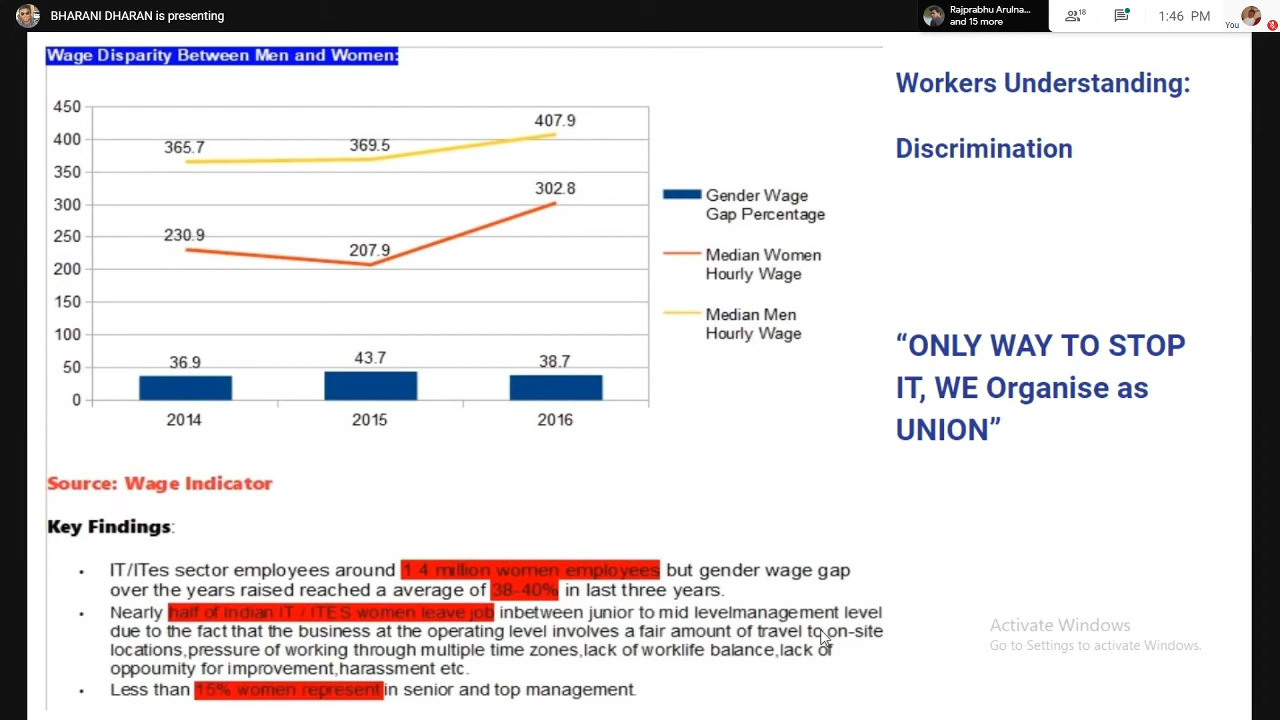 BHARANI DHARAN is presenting
Rajprabhu Arulna...
and 15 more
18
1:46 PM
You
Wage Disparity Between Men and Women:
450
400
350
300
250
200
150
100
50
0
365.7
369.5
407.9
230.9
207.9
302.8
36.9
43.7
38.7
2014
2015
2016
Gender Wage
Gap Percentage
Median Women
Hourly Wage
Median Men
Hourly Wage
Source: Wage Indicator
Key Findings:
IT/ITes sector employees around 1.4 million women employees but gender wage gap
over the years raised reached a average of 38-40% in last three years.
Nearly half of Indian IT / ITES women leave job inbetween junior to mid levelmanagement level
due to the fact that the business at the operating level involves a fair amount of travel to on-site
locations,pressure of working through multiple time zones,lack of worklife balance,lack of
oppournity for improvement,harassment etc.
Less than 15% women represent in senior and top management.
Workers Understanding:
Discrimination
“ONLY WAY TO STOP
IT, WE Organise as
UNION”
Activate Windows
Go to Settings to activate Windows.